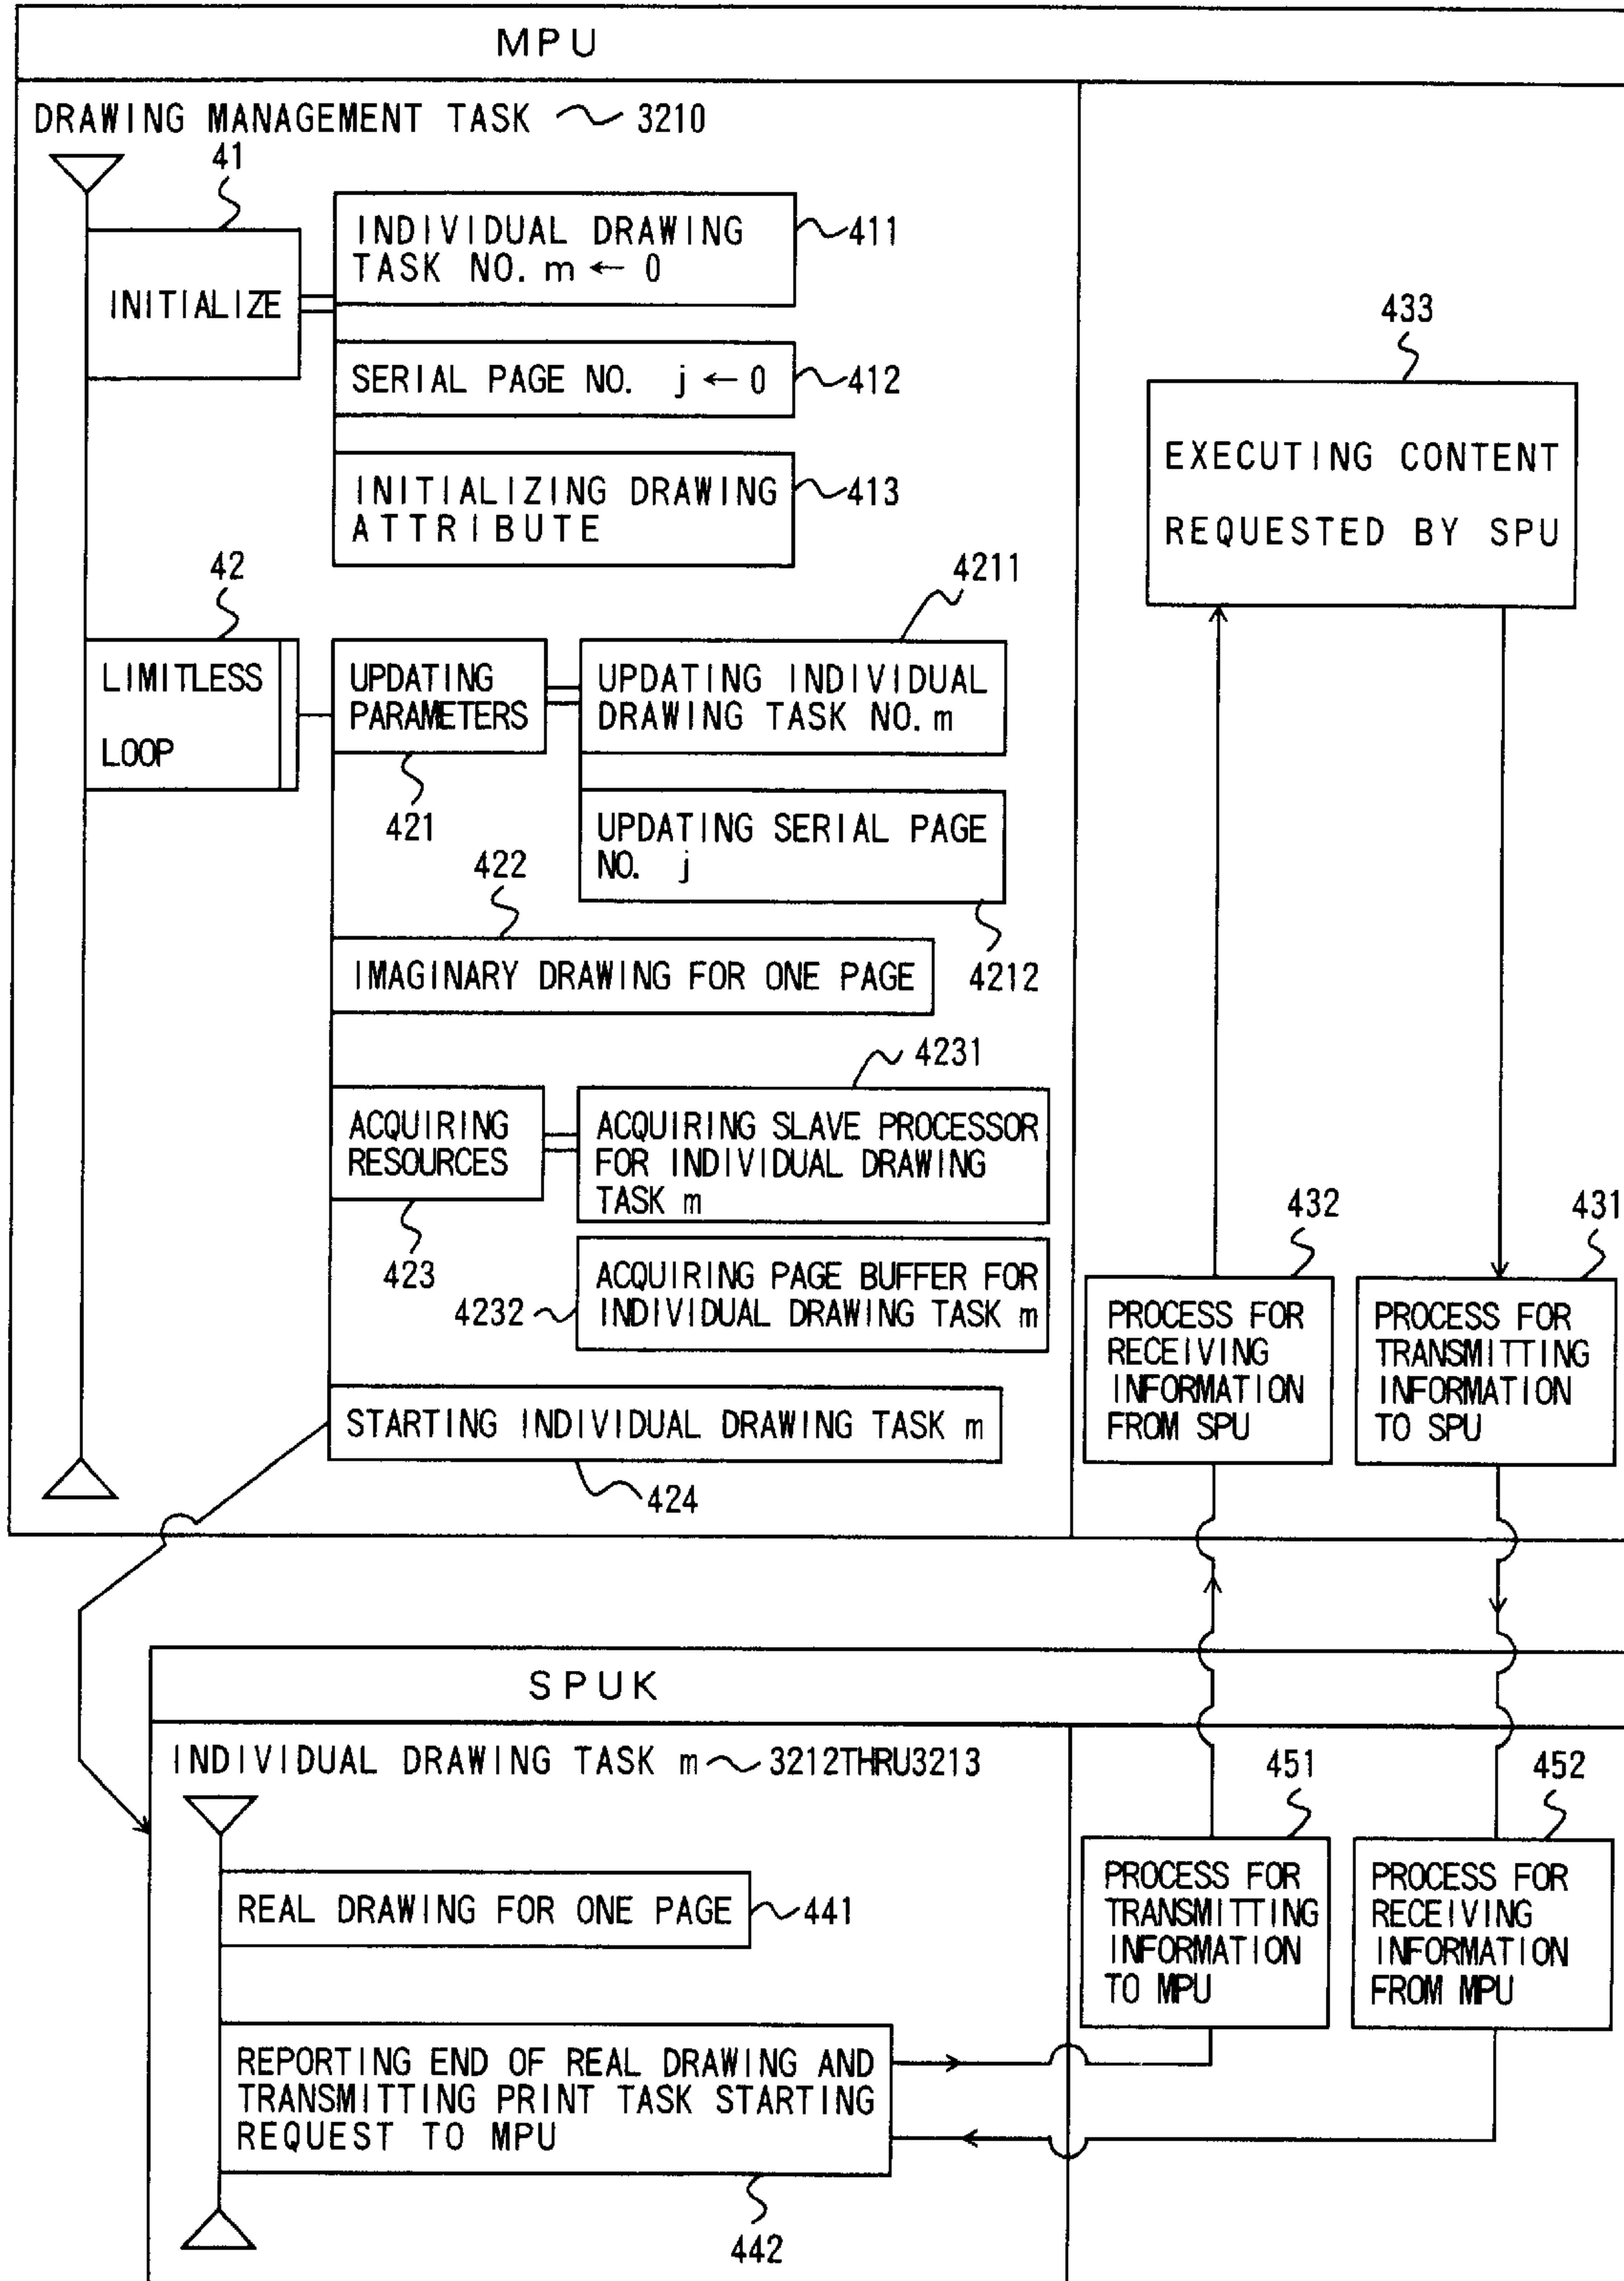 MPU
DRAWING MANAGEMENT TASK 3210
41
INITIALIZE
INDIVIDUAL DRAWING
TASK NO. m ← 0
411
SERIAL PAGE NO. j ← 0
412
INITIALIZING DRAWING
ATTRIBUTE
413
433
EXECUTING CONTENT
REQUESTED BY SPU
42
LIMITLESS
LOOP
UPDATING
PARAMETERS
421
4211
UPDATING INDIVIDUAL
DRAWING TASK NO. m
UPDATING SERIAL PAGE
NO. j
4212
422
IMAGINARY DRAWING FOR ONE PAGE
ACQUIRING
RESOURCES
423
4231
ACQUIRING SLAVE PROCESSOR
FOR INDIVIDUAL DRAWING
TASK m
4232
ACQUIRING PAGE BUFFER FOR
INDIVIDUAL DRAWING TASK m
STARTING INDIVIDUAL DRAWING TASK m
424
432
PROCESS FOR
RECEIVING
INFORMATION
FROM SPU
431
PROCESS FOR
TRANSMITTING
INFORMATION
TO SPU
SPUK
INDIVIDUAL DRAWING TASK m 3212THRU3213
REAL DRAWING FOR ONE PAGE
441
REPORTING END OF REAL DRAWING AND
TRANSMITTING PRINT TASK STARTING
REQUEST TO MPU
442
451
PROCESS FOR
TRANSMITTING
INFORMATION
TO MPU
452
PROCESS FOR
RECEIVING
INFORMATION
FROM MPU